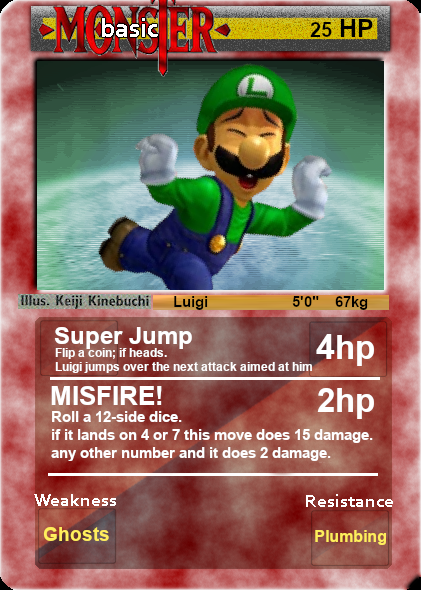 MONSTER
basic
25 HP
L
Illus. Keiji Kinebuchi Luigi 5'0" 67kg
Super Jump 4hp
Flip a coin; if heads.
Luigi jumps over the next attack aimed at him
MISFIRE! 2hp
Roll a 12-side dice.
if it lands on 4 or 7 this move does 15 damage.
any other number and it does 2 damage.
Weakness Resistance
Ghosts Plumbing